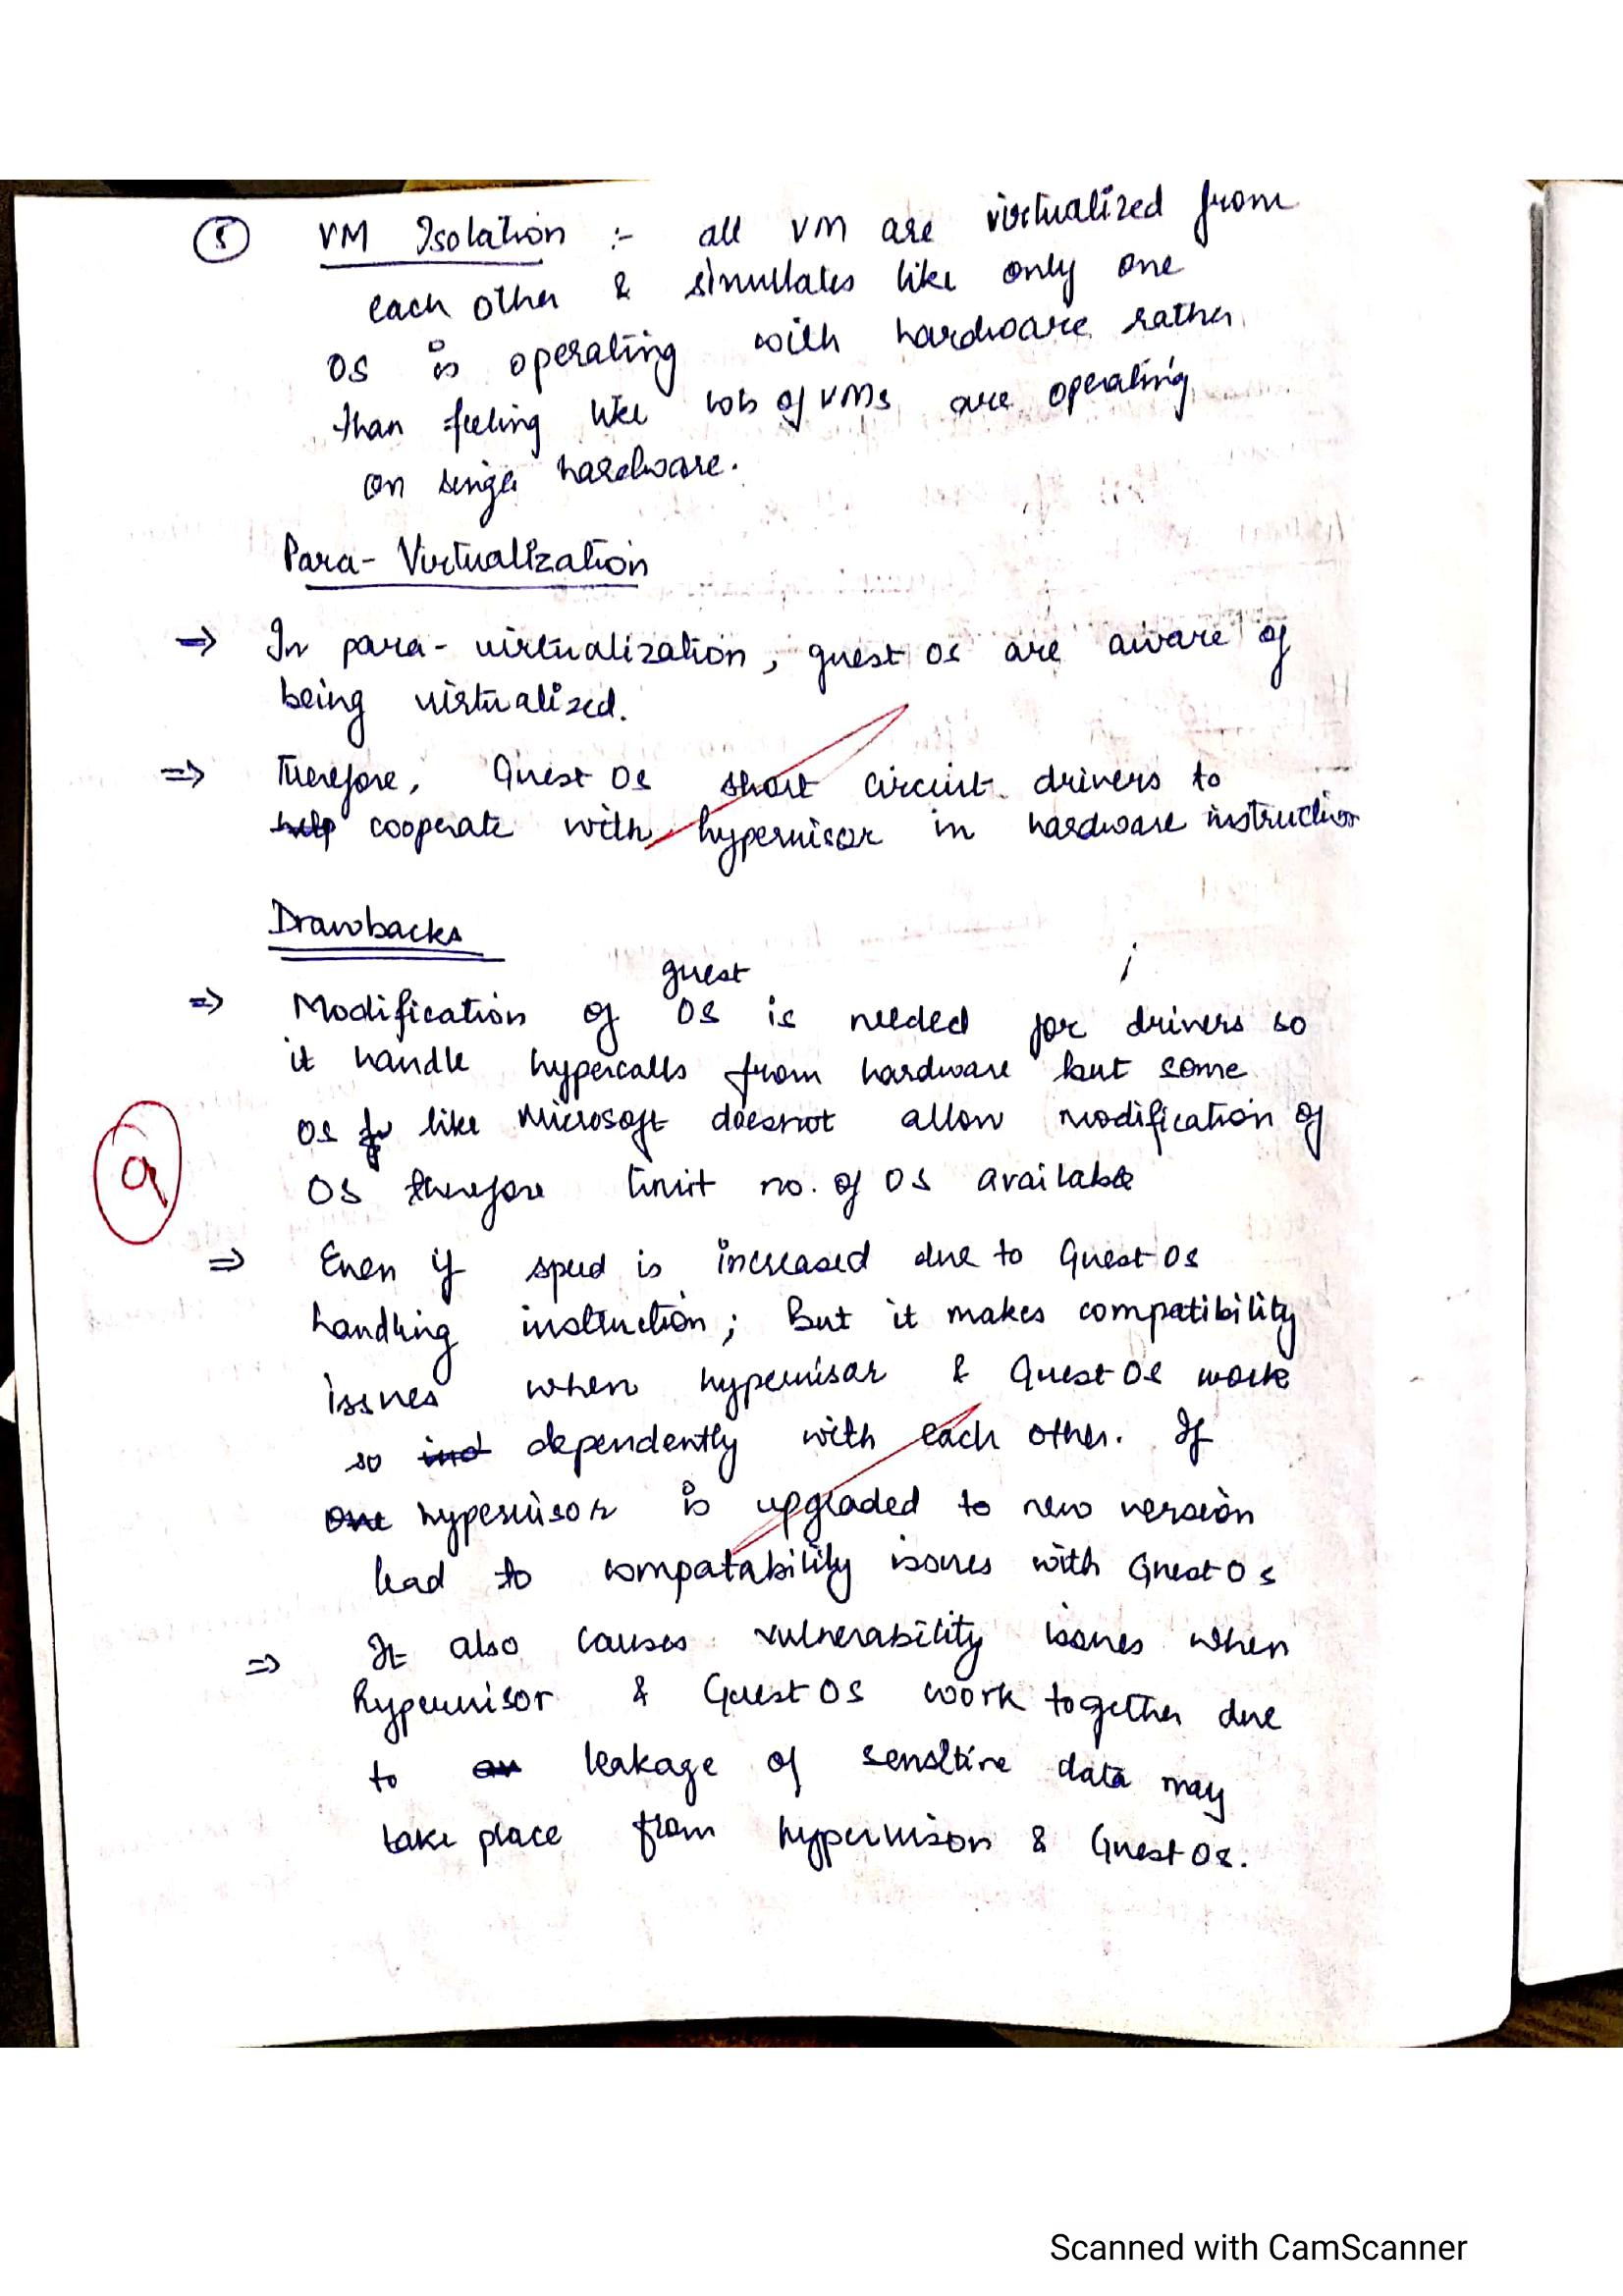 ⑤ VM Isolation :- all VM are virtualized from
each other & simullates like only one
OS is operating with hardware rather
than feeling like lots of VMs are operating
on single hardware.
Para-Virtualization
⇒ In para-virtualization, guest OS are aware of
being virtualized.
⇒ Therefore, Guest OS short circuit drivers to
help cooperate with hypervisor in hardware instruction
Drawbacks
guest
⇒ Modification of OS is needed for drivers so
it handle hypercalls from hardware but some
OS like Microsoft doesnot allow modification of
OS therefore limit no. of OS available
9
⇒ Even if speed is increased due to Guest OS
handling instruction; But it makes compatibility
issues when hypervisor & Guest OS work
so ind dependently with each other. If
one hypervisor is upgraded to new version
lead to compatability issues with Guest OS
⇒ It also causes vulnerability issues when
hypervisor & Guest OS work together due
to leakage of sensitive data may
take place from hypervisor & Guest OS.
Scanned with CamScanner